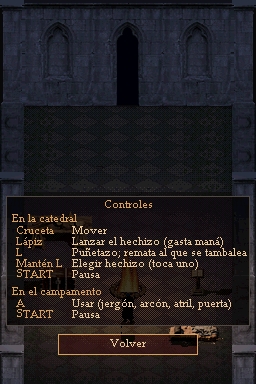 Controles
En la catedral
Cruceta Mover
Lápiz Lanzar el hechizo (gasta maná)
L Puñetazo; remata al que se tambalea
Mantén L Elegir hechizo (toca uno)
START Pausa
En el campamento
A Usar (jergón, arcón, atril, puerta)
START Pausa
Volver